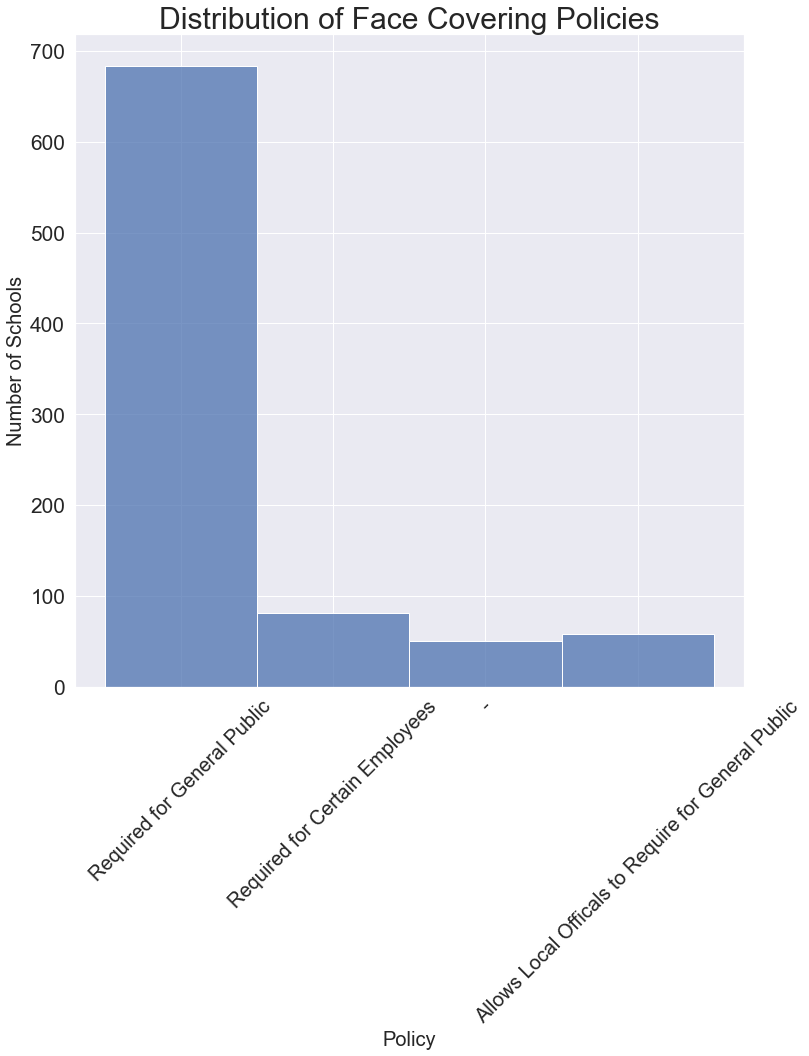 Distribution of Face Covering Policies
700
600
500
400
300
200
100
0
Number of Schools
Required for General Public
Required for Certain Employees
-
Allows Local Officals to Require for General Public
Policy